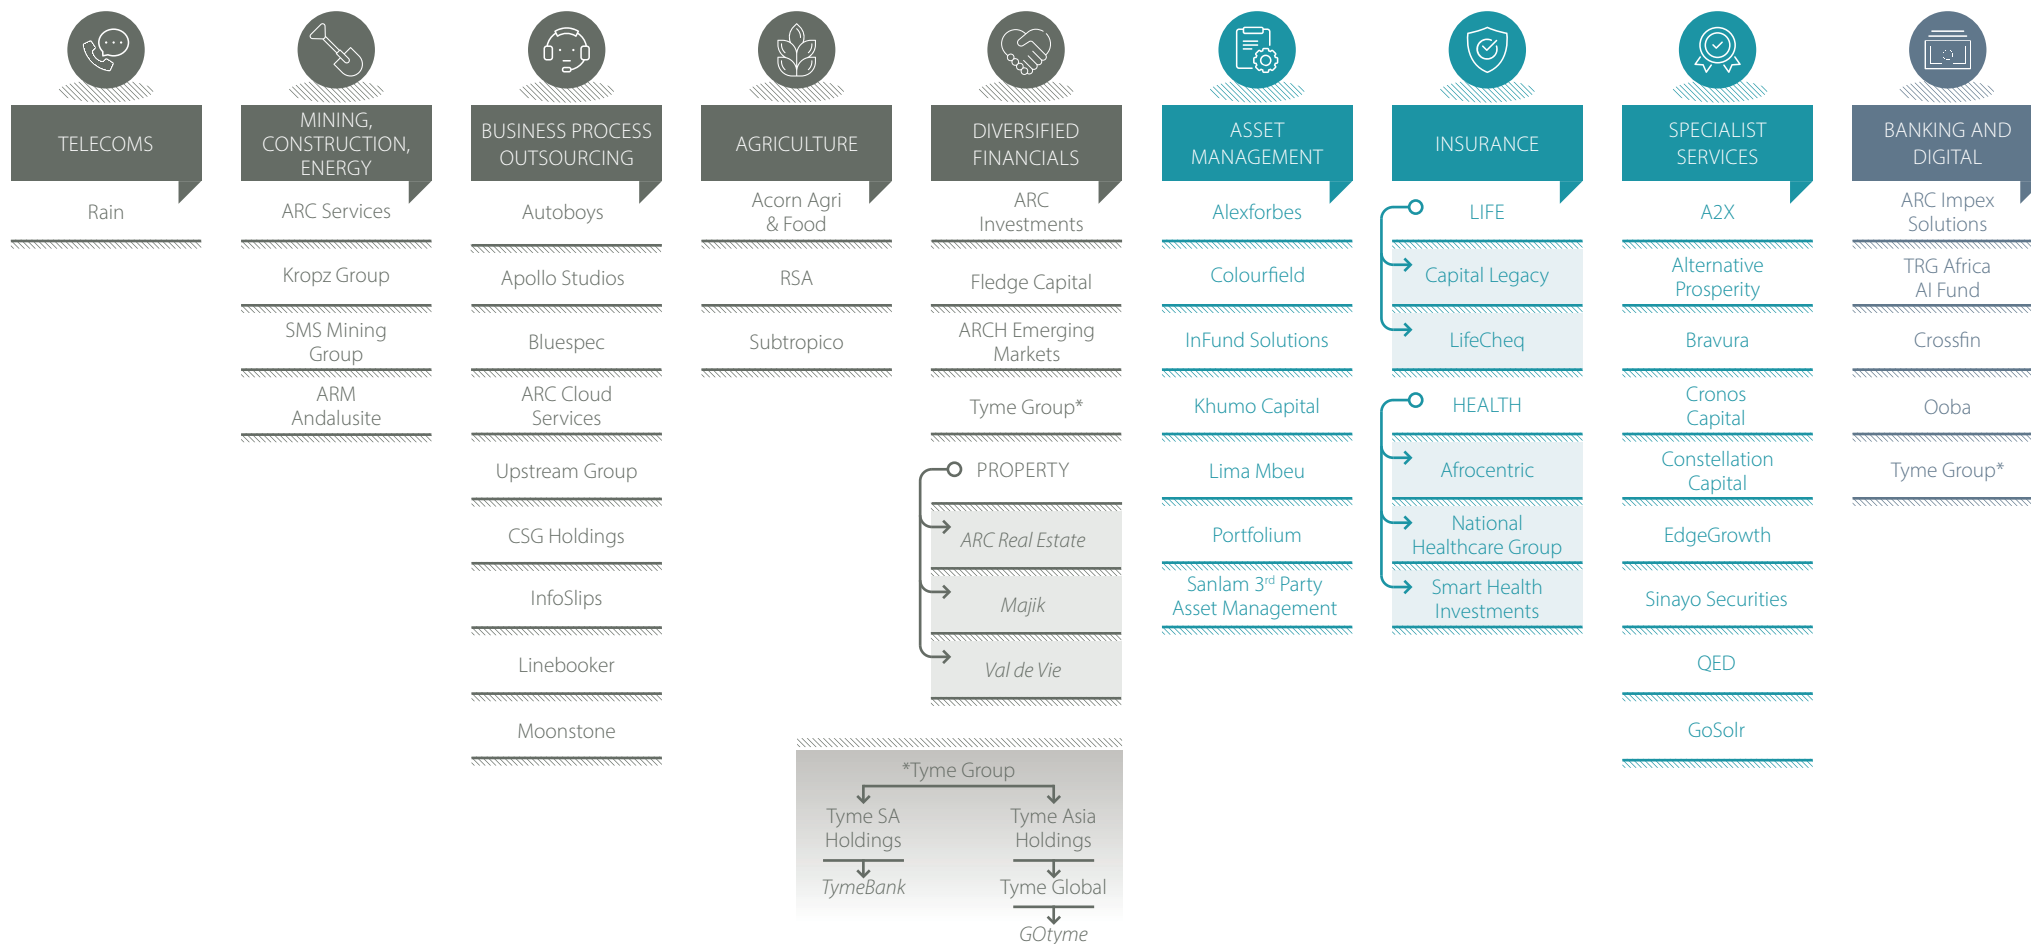 TELECOMS
Rain
MINING,
CONSTRUCTION,
ENERGY
ARC Services
Kropz Group
SMS Mining
Group
ARM
Andalusite
BUSINESS PROCESS
OUTSOURCING
Autoboys
Apollo Studios
Bluespec
ARC Cloud
Services
Upstream Group
CSG Holdings
InfoSlips
Linebooker
Moonstone
AGRICULTURE
Acorn Agri
& Food
RSA
Subtropico
DIVERSIFIED
FINANCIALS
ARC
Investments
Fledge Capital
ARCH Emerging
Markets
Tyme Group*
PROPERTY
ARC Real Estate
Majik
Val de Vie
*Tyme Group
Tyme SA
Holdings
TymeBank
Tyme Asia
Holdings
Tyme Global
GOtyme
ASSET
MANAGEMENT
Alexforbes
Colourfield
InFund Solutions
Khumo Capital
Lima Mbeu
Portfolium
Sanlam 3rd Party
Asset Management
INSURANCE
LIFE
Capital Legacy
LifeCheq
HEALTH
Afrocentric
National
Healthcare Group
Smart Health
Investments
SPECIALIST
SERVICES
A2X
Alternative
Prosperity
Bravura
Cronos
Capital
Constellation
Capital
EdgeGrowth
Sinayo Securities
QED
GoSolr
BANKING AND
DIGITAL
ARC Impex
Solutions
TRG Africa
AI Fund
Crossfin
Ooba
Tyme Group*